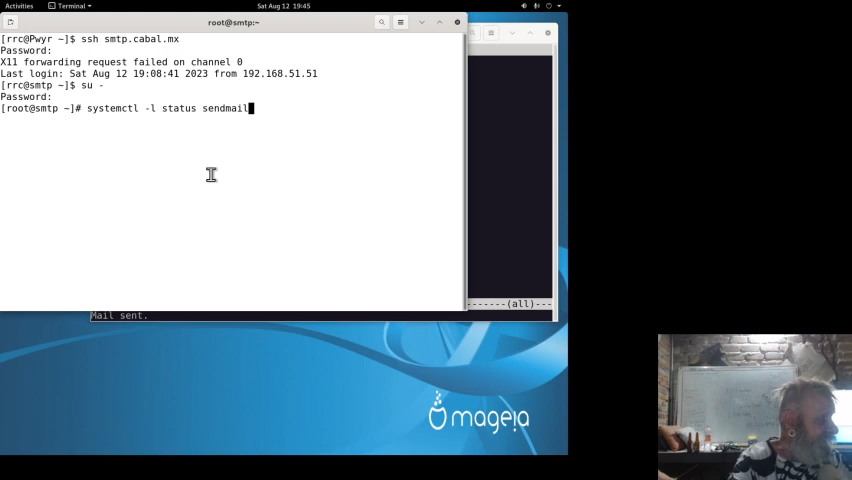 Activities Terminal Sat Aug 12 19:45
root@smtp:~
[rrc@Pwyr ~]$ ssh smtp.cabal.mx
Password:
X11 forwarding request failed on channel 0
Last login: Sat Aug 12 19:08:41 2023 from 192.168.51.51
[rrc@smtp ~]$ su -
Password:
[root@smtp ~]# systemctl -l status sendmail
-------(all)---
Mail sent.
mageia